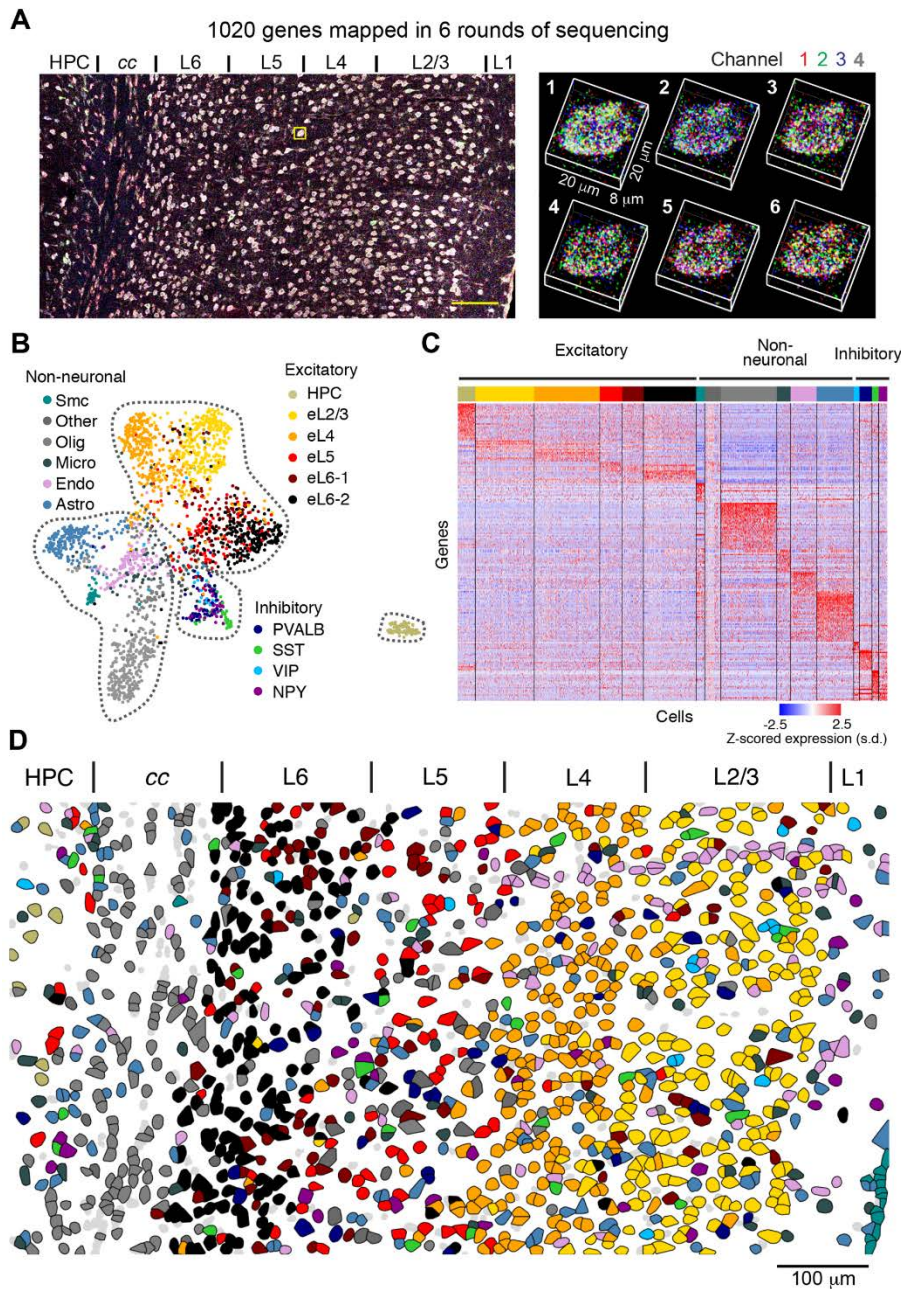 A
1020 genes mapped in 6 rounds of sequencing
HPC cc L6 L5 L4 L2/3 L1
Channel 1 2 3 4
1 2 3
20 μm 8 μm 20 μm
4 5 6
B
Non-neuronal
Smc
Other
Olig
Micro
Endo
Astro
Excitatory
HPC
eL2/3
eL4
eL5
eL6-1
eL6-2
Inhibitory
PVALB
SST
VIP
NPY
C
Excitatory
Non-neuronal
Inhibitory
Genes
Cells
-2.5 2.5
Z-scored expression (s.d.)
D
HPC cc L6 L5 L4 L2/3 L1
100 μm